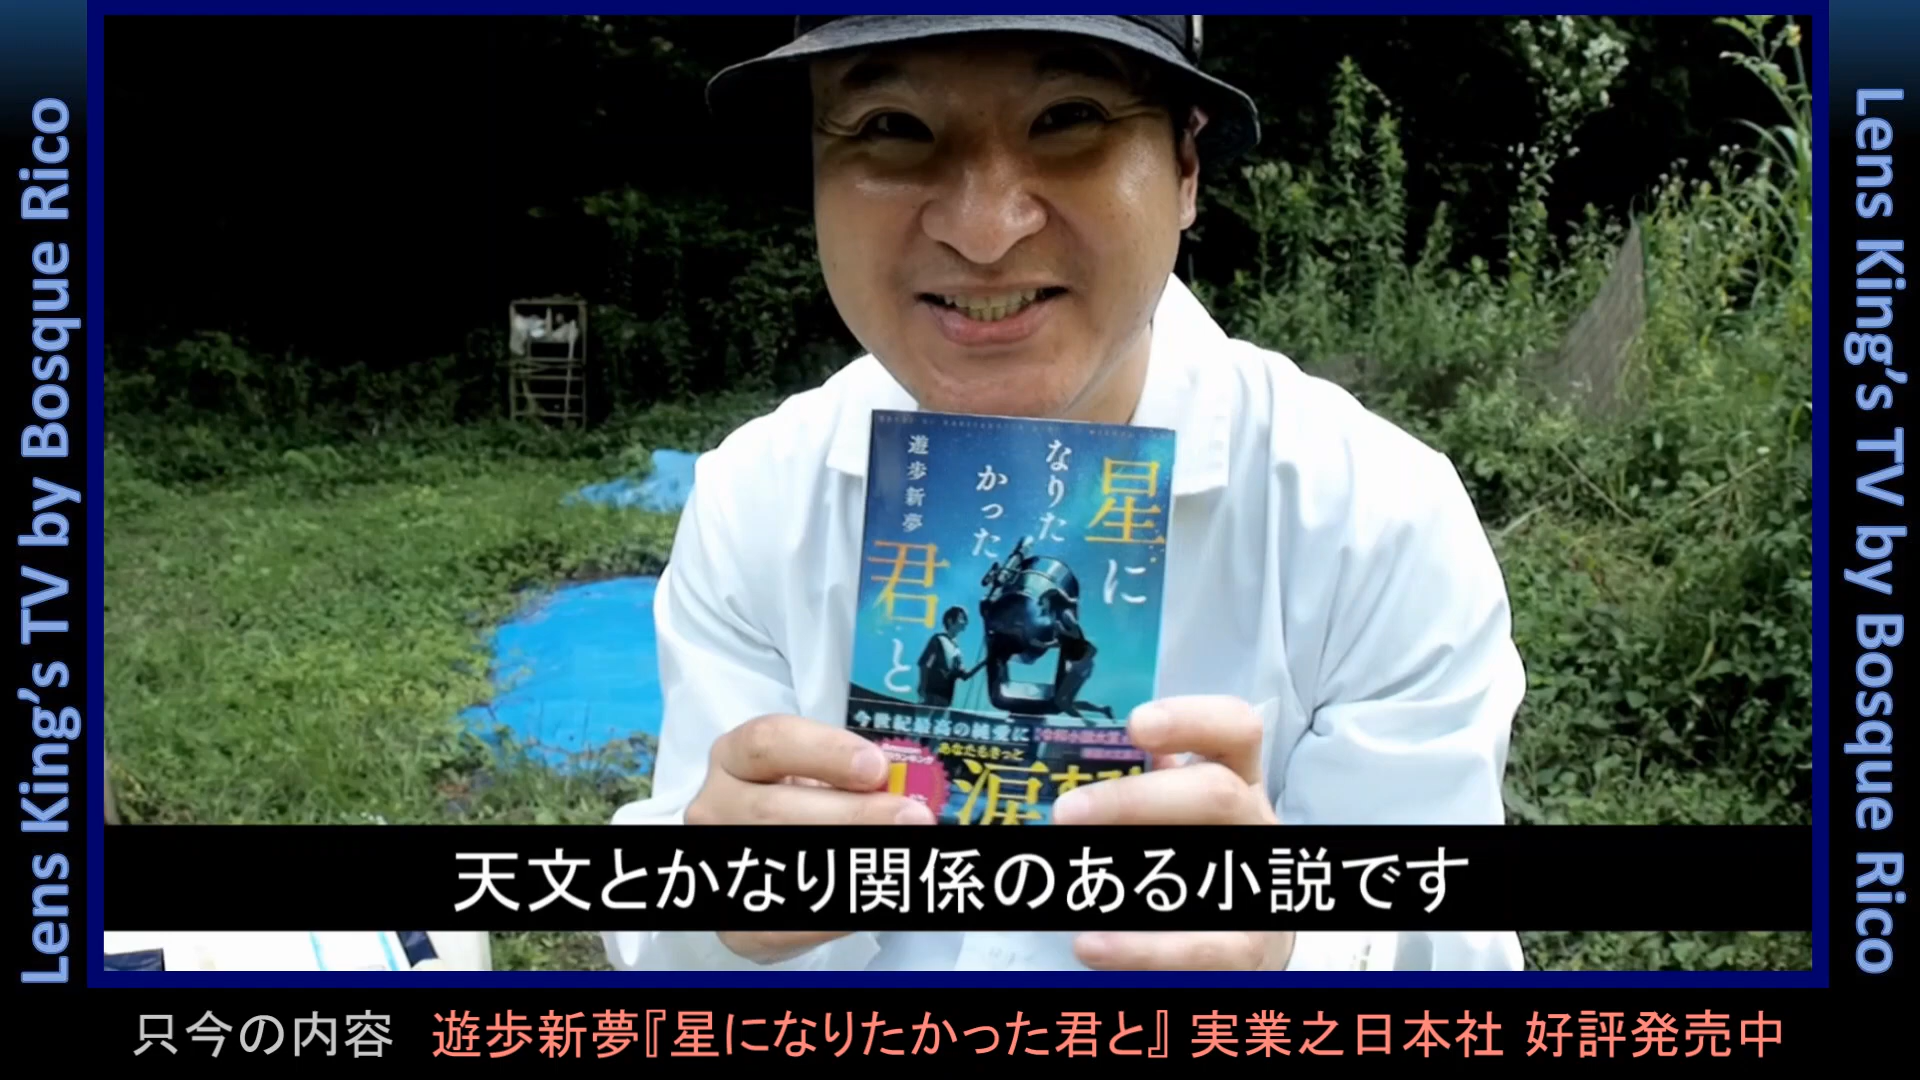 Lens King's TV by Bosque Rico
Lens King's TV by Bosque Rico
星に
なりた
かった
君と
遊歩新夢
今世紀最高の純愛に
あなたもきっと
涙する
天文とかなり関係のある小説です
只今の内容 遊歩新夢『星になりたかった君と』 実業之日本社 好評発売中